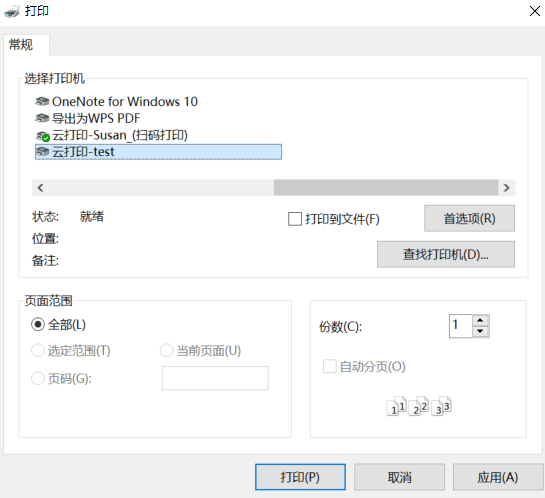 打印
常规
选择打印机
OneNote for Windows 10
导出为WPS PDF
云打印-Susan_(扫码打印)
云打印-test
状态: 就绪
打印到文件(F)
首选项(R)
位置:
查找打印机(D)...
备注:
页面范围
全部(L)
份数(C): 1
选定范围(T) 当前页面(U)
自动分页(O)
页码(G):
1 1 2 2 3 3
打印(P) 取消 应用(A)